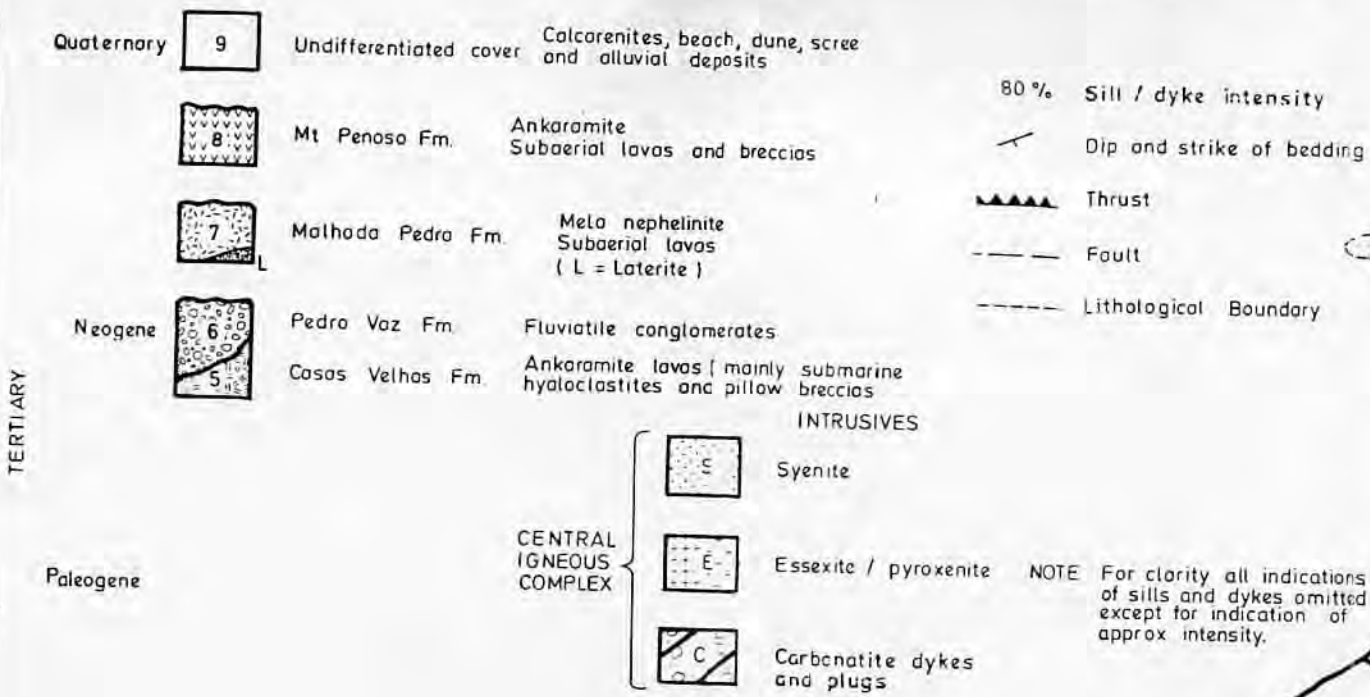 Quaternary 9 Undifferentiated cover Calcarenites, beach, dune, scree
and alluvial deposits
8 Mt Penoso Fm. Ankaramite
Subaerial lavas and breccias
7 L Malhada Pedra Fm. Mela nephelinite
Subaerial lavas
( L = Laterite )
Neogene 6 Pedra Vaz Fm. Fluviatile conglomerates
5 Casas Velhas Fm. Ankaramite lavas ( mainly submarine
hyaloclastites and pillow breccias
TERTIARY
Paleogene
INTRUSIVES
CENTRAL
IGNEOUS
COMPLEX
S Syenite
E Essexite / pyroxenite
C Carbonatite dykes
and plugs
80 % Sill / dyke intensity
Dip and strike of bedding
Thrust
Fault
Lithological Boundary
NOTE For clarity all indications
of sills and dykes omitted
except for indication of
approx intensity.